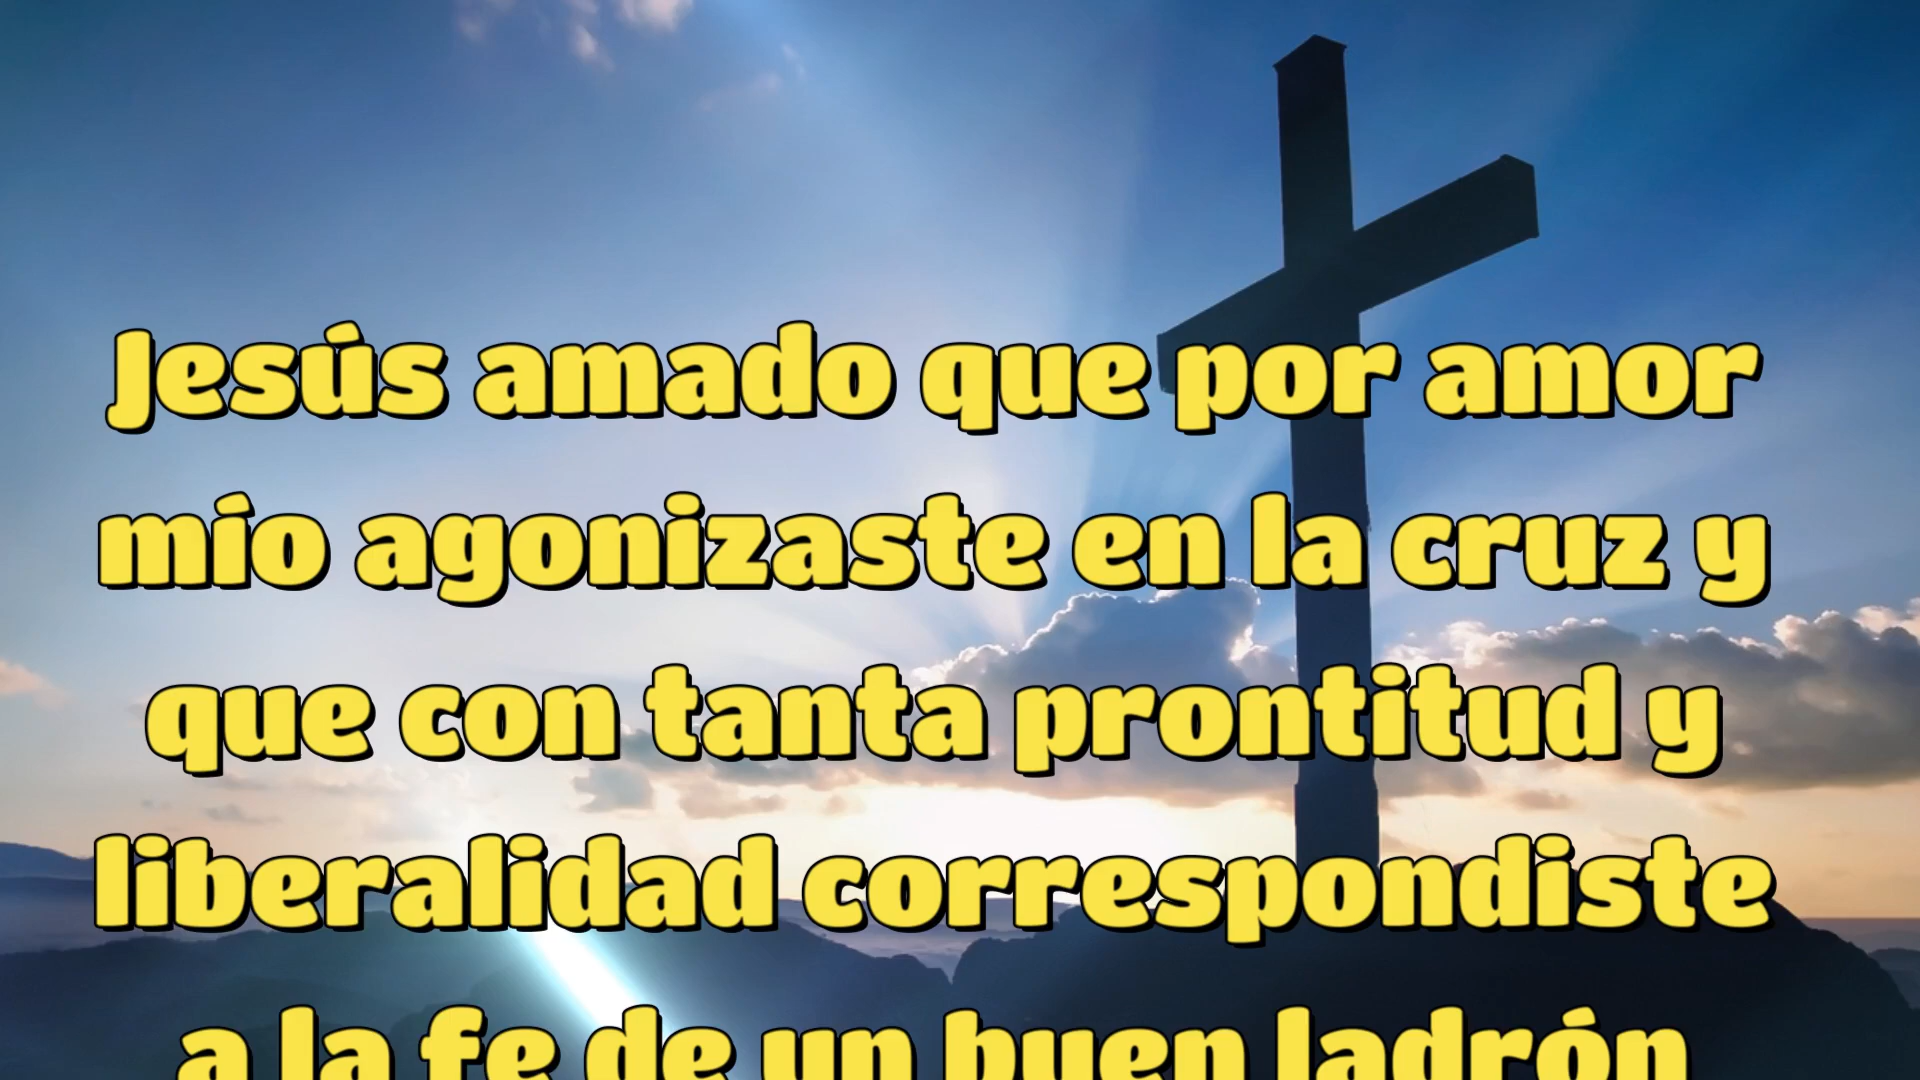 Jesús amado que por amor
mío agonizaste en la cruz y
que con tanta prontitud y
liberalidad correspondiste
a la fe de un buen ladrón